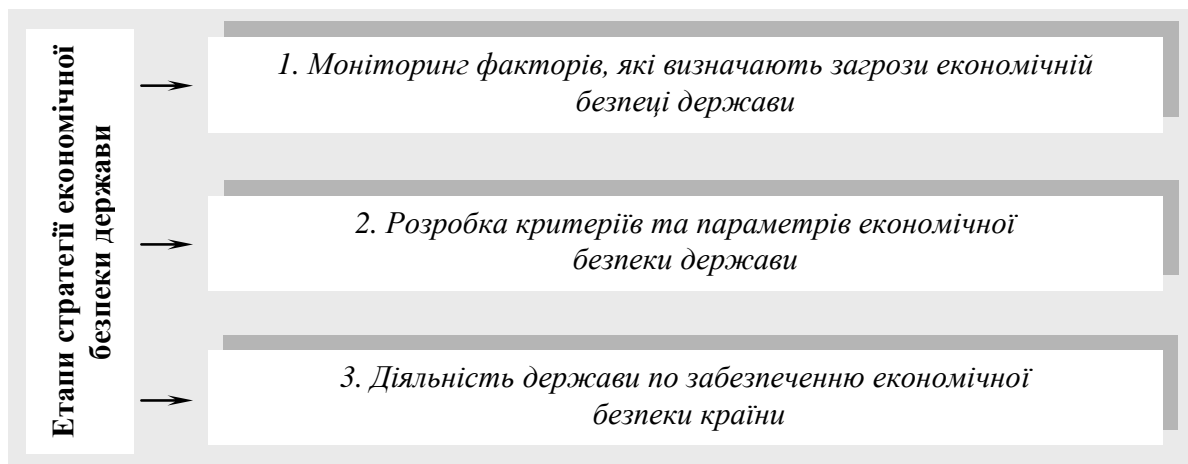 Етапи стратегії економічної
безпеки держави
1. Моніторинг факторів, які визначають загрози економічній
безпеці держави
2. Розробка критеріїв та параметрів економічної
безпеки держави
3. Діяльність держави по забезпеченню економічної
безпеки країни